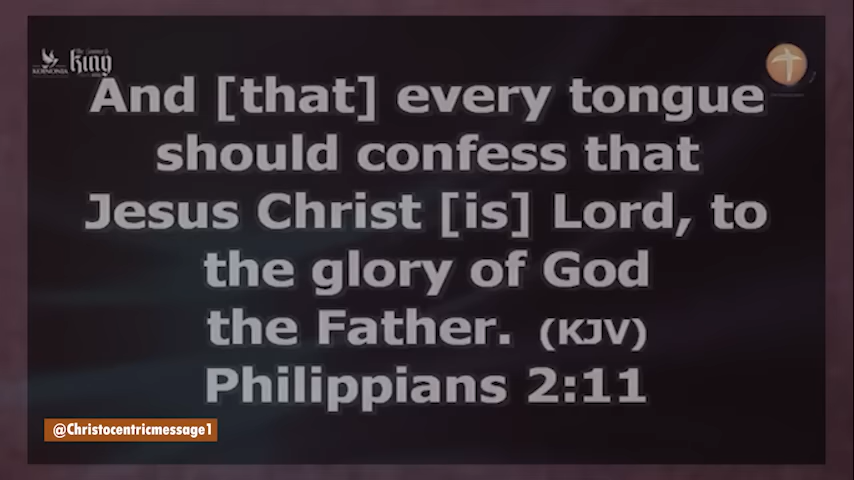 KOINONIA
King
And [that] every tongue
should confess that
Jesus Christ [is] Lord, to
the glory of God
the Father. (KJV)
Philippians 2:11
@Christocentricmessage1